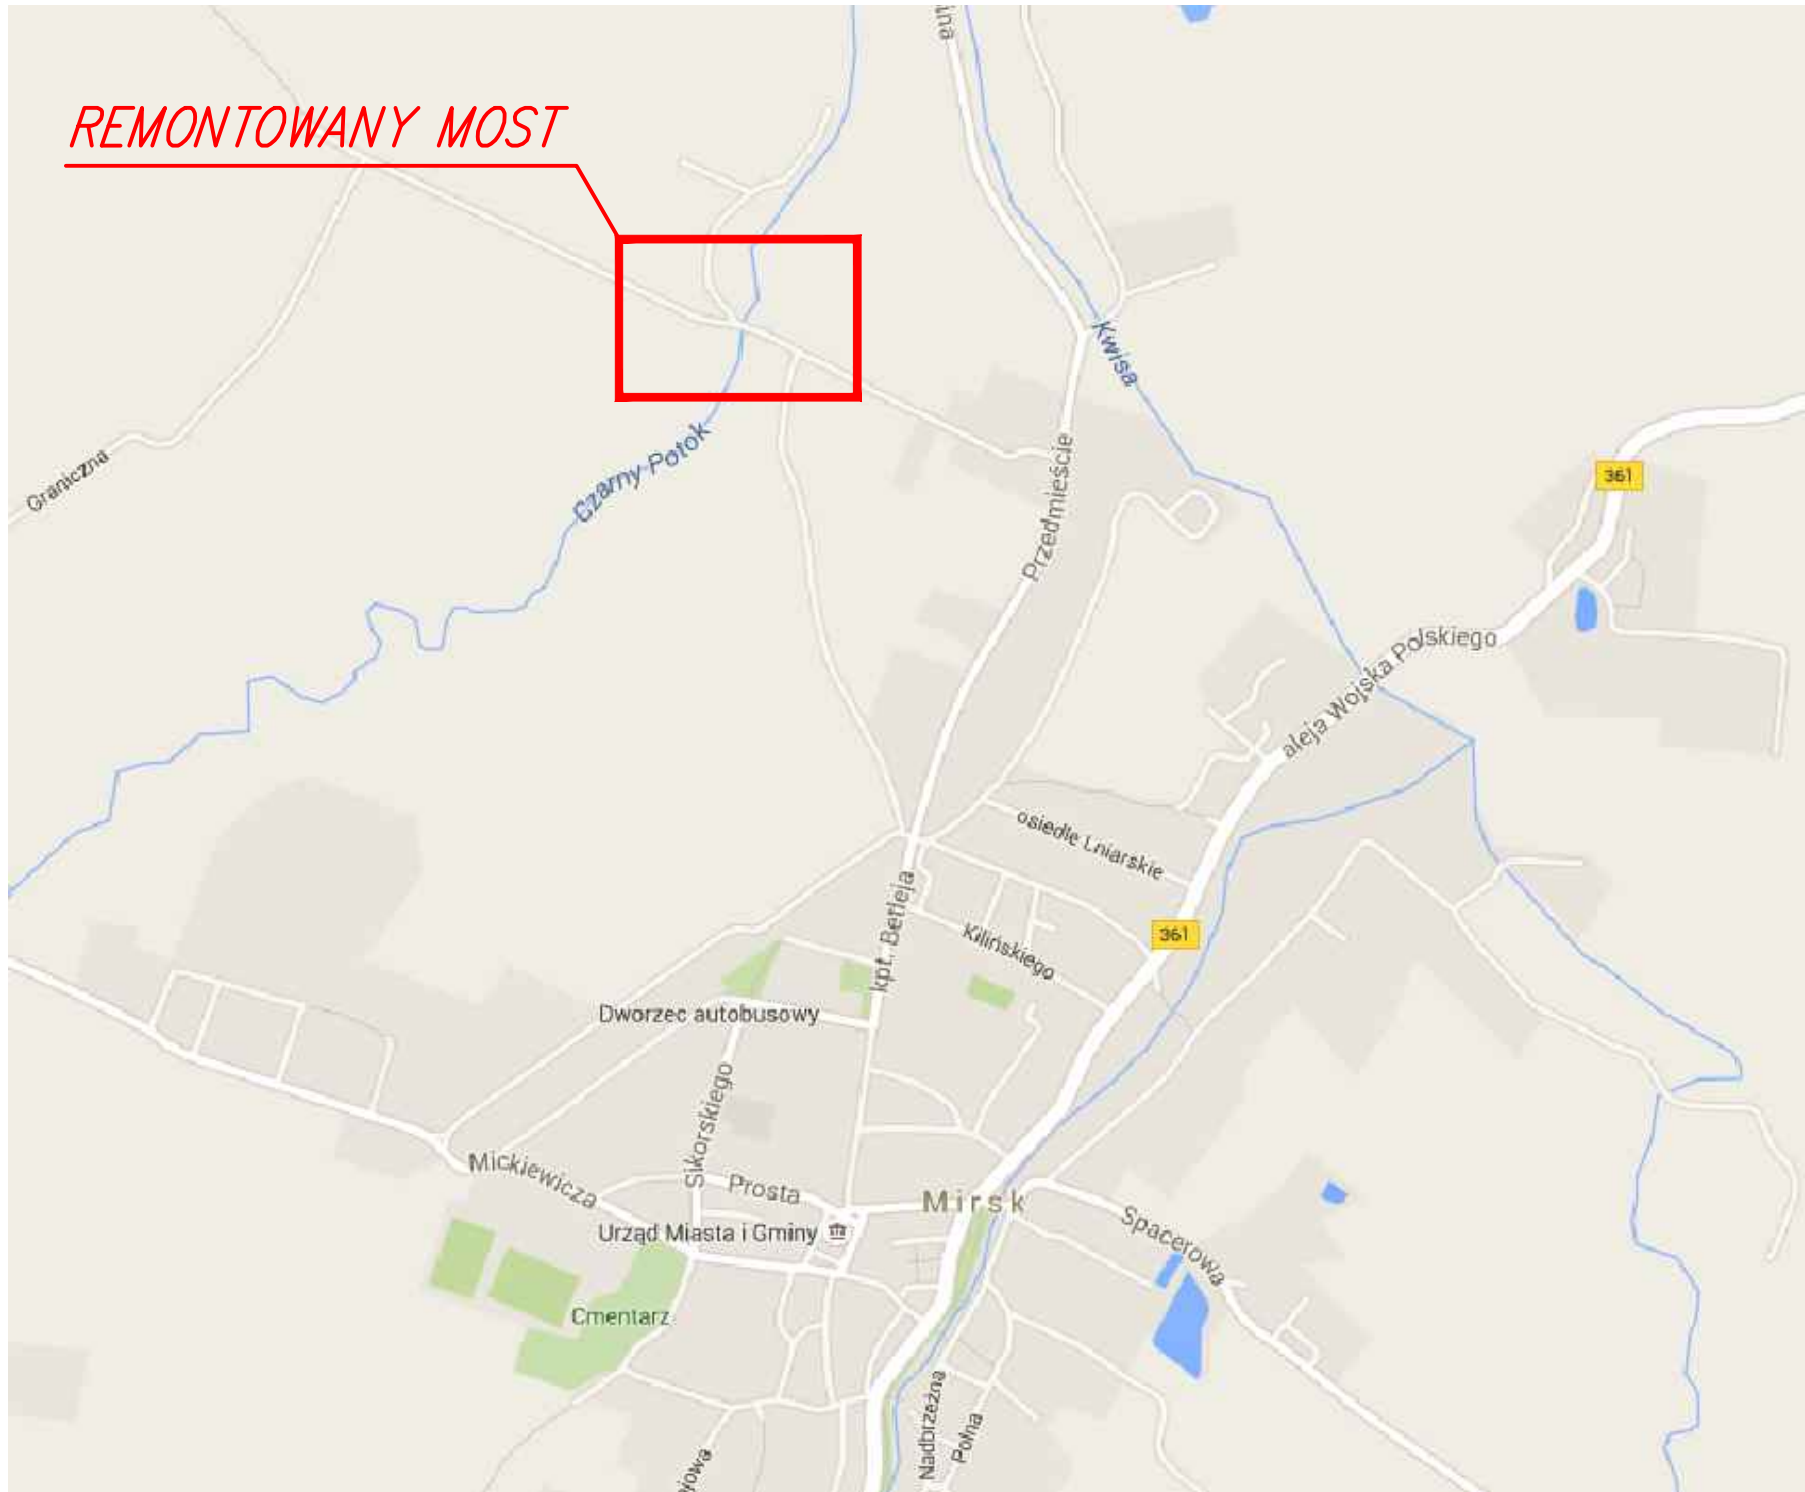 REMONTOWANY MOST
Kwisa
Graniczna
Czarny Potok
Przedmieście
361
aleja Wojska Polskiego
osiedle Lniarskie
kpt. Betleja
Kilińskiego
361
Dworzec autobusowy
Sikorskiego
Mickiewicza
Prosta
Mirsk
Urząd Miasta i Gminy
Spacerowa
Cmentarz
Nadbrzeżna
Polna